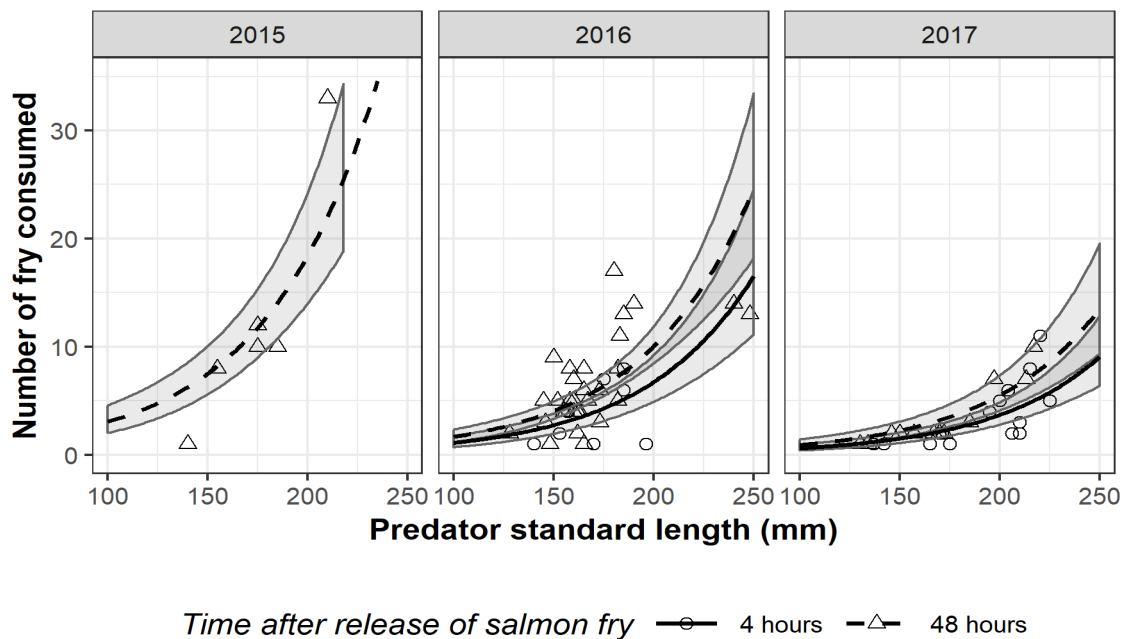 2015 2016 2017
Number of fry consumed
30
20
10
0
100 150 200 250 100 150 200 250 100 150 200 250
Predator standard length (mm)
Time after release of salmon fry 4 hours 48 hours